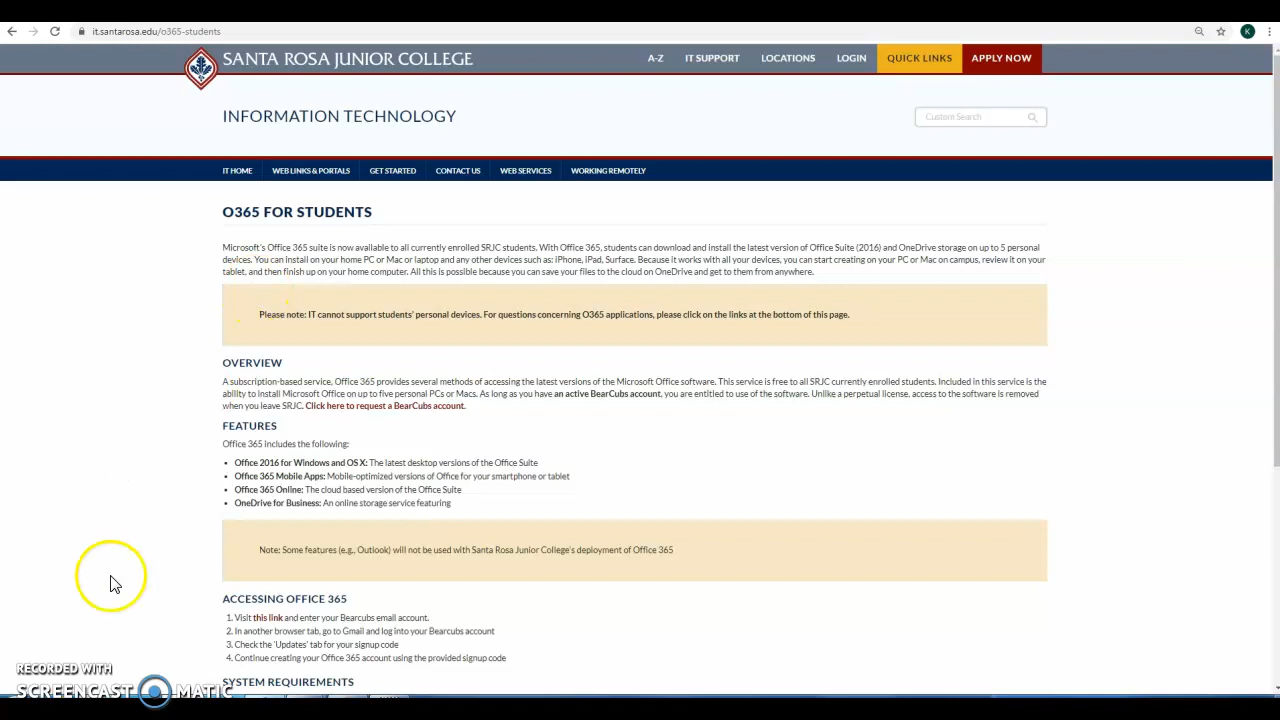 it.santarosa.edu/o365-students
K
SANTA ROSA JUNIOR COLLEGE
A-Z IT SUPPORT LOCATIONS LOGIN QUICK LINKS APPLY NOW
INFORMATION TECHNOLOGY
Custom Search
IT HOME WEB LINKS & PORTALS GET STARTED CONTACT US WEB SERVICES WORKING REMOTELY
O365 FOR STUDENTS
Microsoft's Office 365 suite is now available to all currently enrolled SRJC students. With Office 365, students can download and install the latest version of Office Suite (2016) and OneDrive storage on up to 5 personal
devices. You can install on your home PC or Mac or laptop and any other devices such as: iPhone, iPad, Surface. Because it works with all your devices, you can start creating on your PC or Mac on campus, review it on your
tablet, and then finish up on your home computer. All this is possible because you can save your files to the cloud on OneDrive and get to them from anywhere.
Please note: IT cannot support students' personal devices. For questions concerning O365 applications, please click on the links at the bottom of this page.
OVERVIEW
A subscription-based service, Office 365 provides several methods of accessing the latest versions of the Microsoft Office software. This service is free to all SRJC currently enrolled students. Included in this service is the
ability to install Microsoft Office on up to five personal PCs or Macs. As long as you have an active BearCubs account, you are entitled to use of the software. Unlike a perpetual license, access to the software is removed
when you leave SRJC. Click here to request a BearCubs account.
FEATURES
Office 365 includes the following:
• Office 2016 for Windows and OS X: The latest desktop versions of the Office Suite
• Office 365 Mobile Apps: Mobile-optimized versions of Office for your smartphone or tablet
• Office 365 Online: The cloud based version of the Office Suite
• OneDrive for Business: An online storage service featuring
Note: Some features (e.g., Outlook) will not be used with Santa Rosa Junior College's deployment of Office 365
ACCESSING OFFICE 365
1. Visit this link and enter your Bearcubs email account.
2. In another browser tab, go to Gmail and log into your Bearcubs account
3. Check the 'Updates' tab for your signup code
4. Continue creating your Office 365 account using the provided signup code
SYSTEM REQUIREMENTS
RECORDED WITH
SCREENCAST MATIC